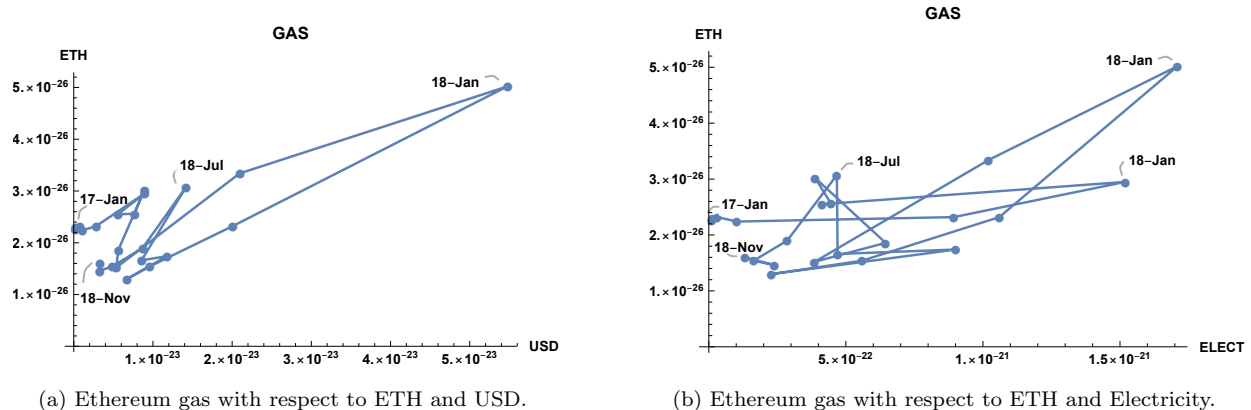 GAS
ETH
5.×10⁻²⁶
4.×10⁻²⁶
3.×10⁻²⁶
2.×10⁻²⁶
1.×10⁻²⁶
18–Jan
18–Jul
17–Jan
18–Nov
1.×10⁻²³ 2.×10⁻²³ 3.×10⁻²³ 4.×10⁻²³ 5.×10⁻²³ USD
(a) Ethereum gas with respect to ETH and USD.
GAS
ETH
5.×10⁻²⁶
4.×10⁻²⁶
3.×10⁻²⁶
2.×10⁻²⁶
1.×10⁻²⁶
18–Jan
18–Jul
18–Jan
17–Jan
18–Nov
5.×10⁻²² 1.×10⁻²¹ 1.5×10⁻²¹ ELECT
(b) Ethereum gas with respect to ETH and Electricity.